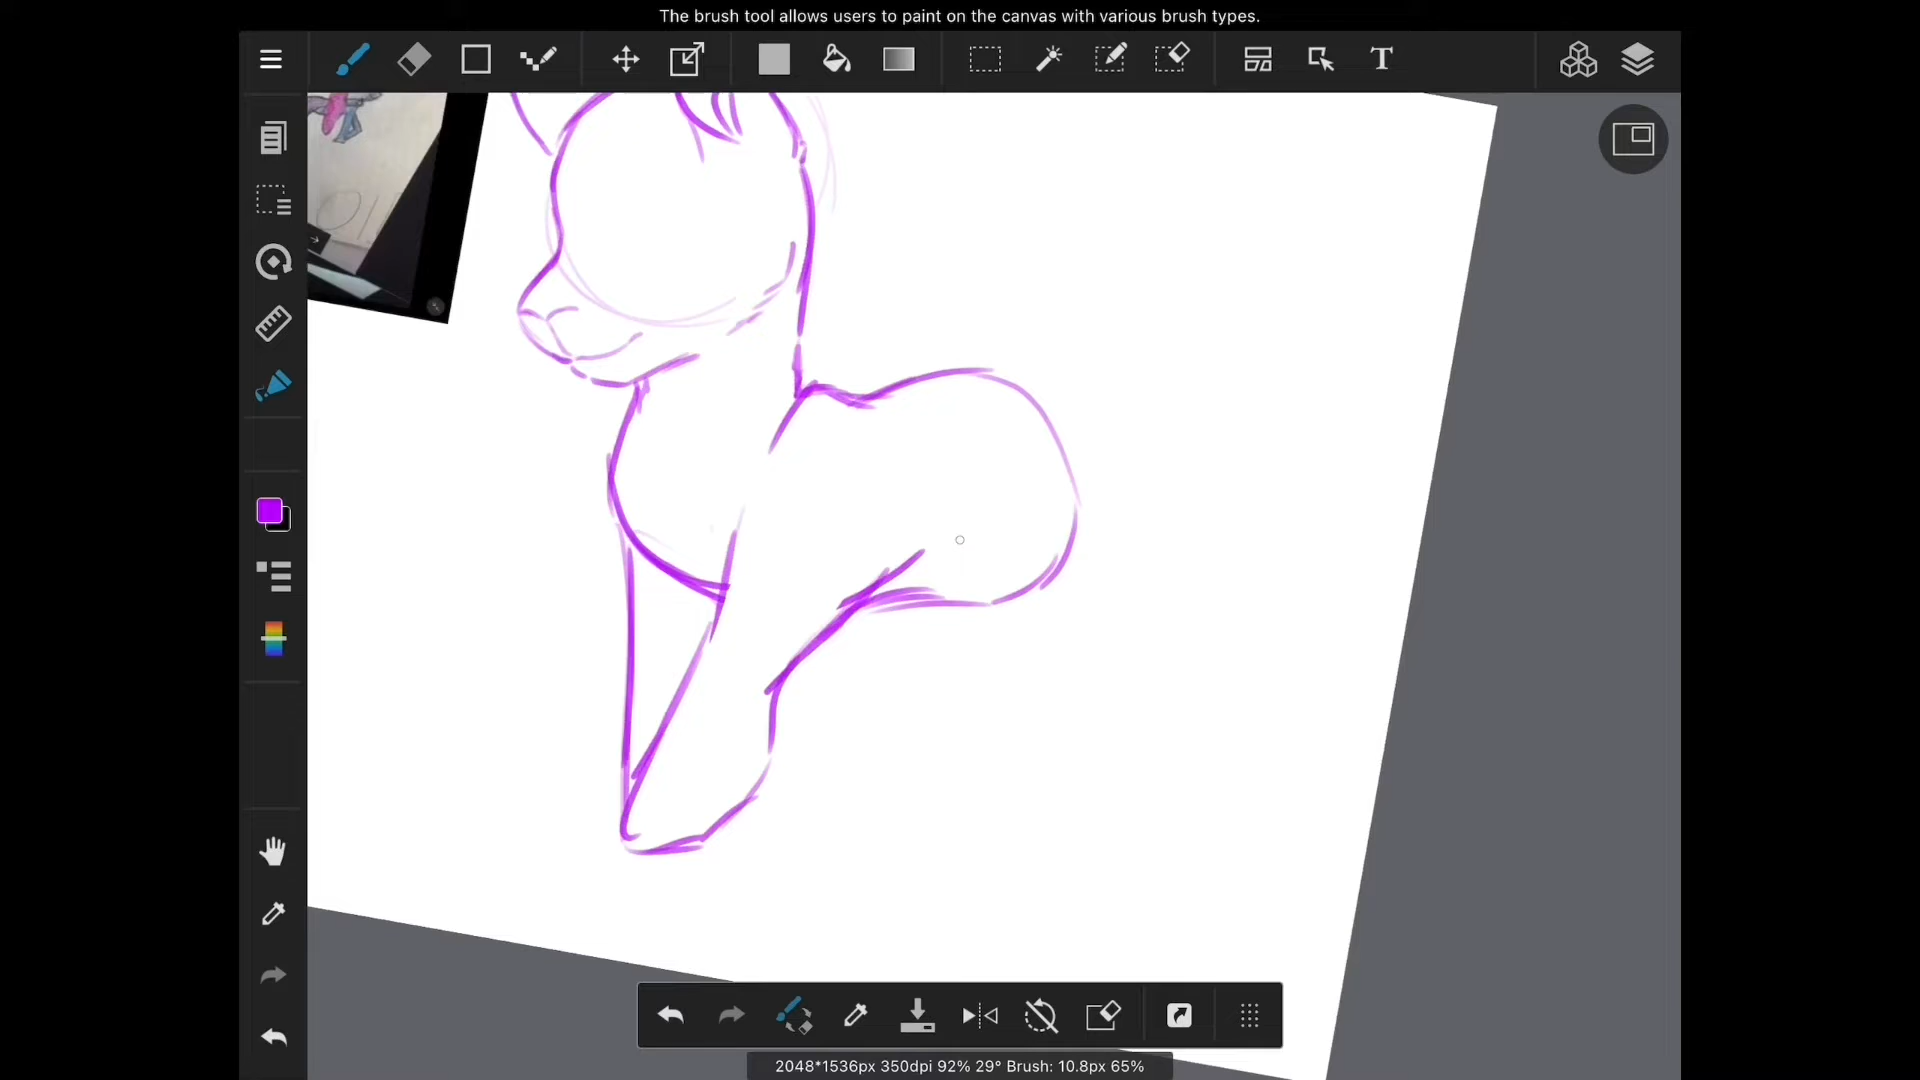 The brush tool allows users to paint on the canvas with various brush types.
T
2048*1536px 350dpi 92% 29° Brush: 10.8px 65%